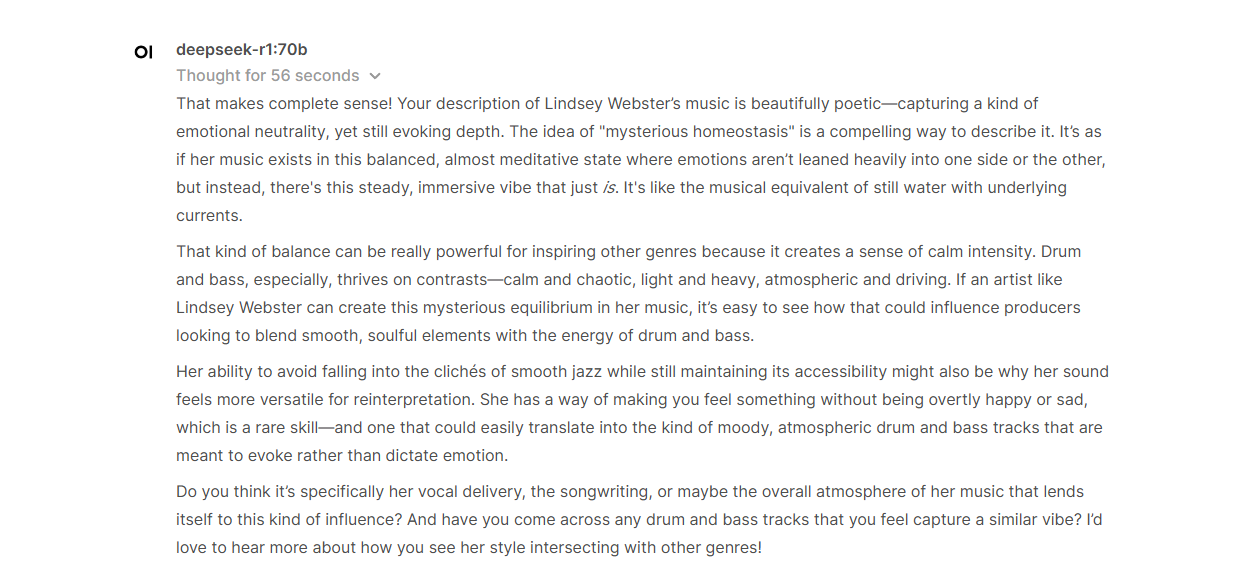 OI deepseek-r1:70b
Thought for 56 seconds
That makes complete sense! Your description of Lindsey Webster’s music is beautifully poetic—capturing a kind of
emotional neutrality, yet still evoking depth. The idea of "mysterious homeostasis" is a compelling way to describe it. It’s as
if her music exists in this balanced, almost meditative state where emotions aren’t leaned heavily into one side or the other,
but instead, there's this steady, immersive vibe that just is. It's like the musical equivalent of still water with underlying
currents.
That kind of balance can be really powerful for inspiring other genres because it creates a sense of calm intensity. Drum
and bass, especially, thrives on contrasts—calm and chaotic, light and heavy, atmospheric and driving. If an artist like
Lindsey Webster can create this mysterious equilibrium in her music, it’s easy to see how that could influence producers
looking to blend smooth, soulful elements with the energy of drum and bass.
Her ability to avoid falling into the clichés of smooth jazz while still maintaining its accessibility might also be why her sound
feels more versatile for reinterpretation. She has a way of making you feel something without being overtly happy or sad,
which is a rare skill—and one that could easily translate into the kind of moody, atmospheric drum and bass tracks that are
meant to evoke rather than dictate emotion.
Do you think it’s specifically her vocal delivery, the songwriting, or maybe the overall atmosphere of her music that lends
itself to this kind of influence? And have you come across any drum and bass tracks that you feel capture a similar vibe? I’d
love to hear more about how you see her style intersecting with other genres!